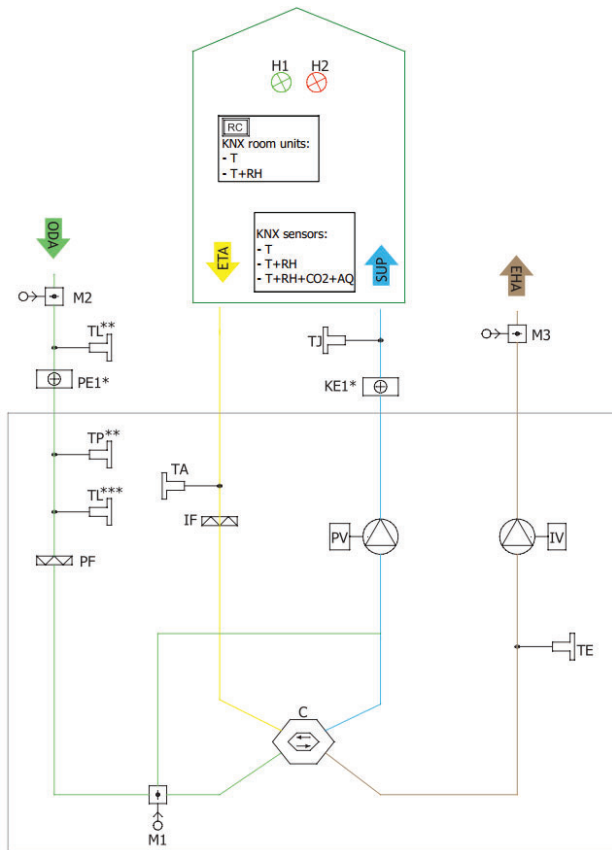 H1
H2
RC
KNX room units:
- T
- T+RH
KNX sensors:
- T
- T+RH
- T+RH+CO2+AQ
ODA
ETA
SUP
EHA
M2
TL**
PE1*
TJ
KE1*
M3
TP**
TL***
TA
IF
PF
PV
IV
TE
C
M1